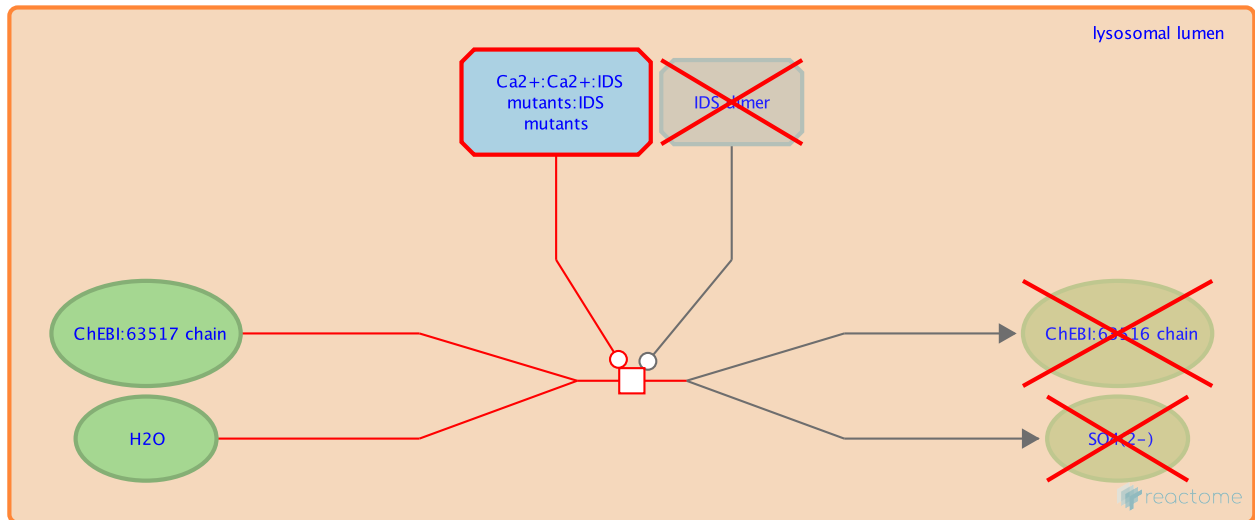 lysosomal lumen
Ca2+:Ca2+:IDS
mutants:IDS
mutants
IDS dimer
ChEBI:63517 chain
ChEBI:63516 chain
H2O
SO4(2-)
reactome